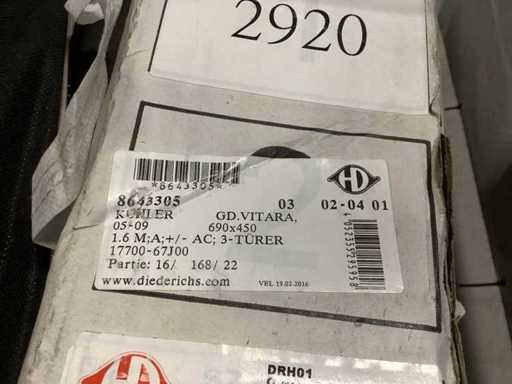 2920
*8643305*
HD
8643305 03 02-04 01
KÜHLER GD.VITARA,
05-09 690x450
1.6 M;A;+/- AC; 3-TÜRER
17700-67J00
Partie: 16/ 168/ 22
www.diederichs.com VEL 19.02.2016
DRH01